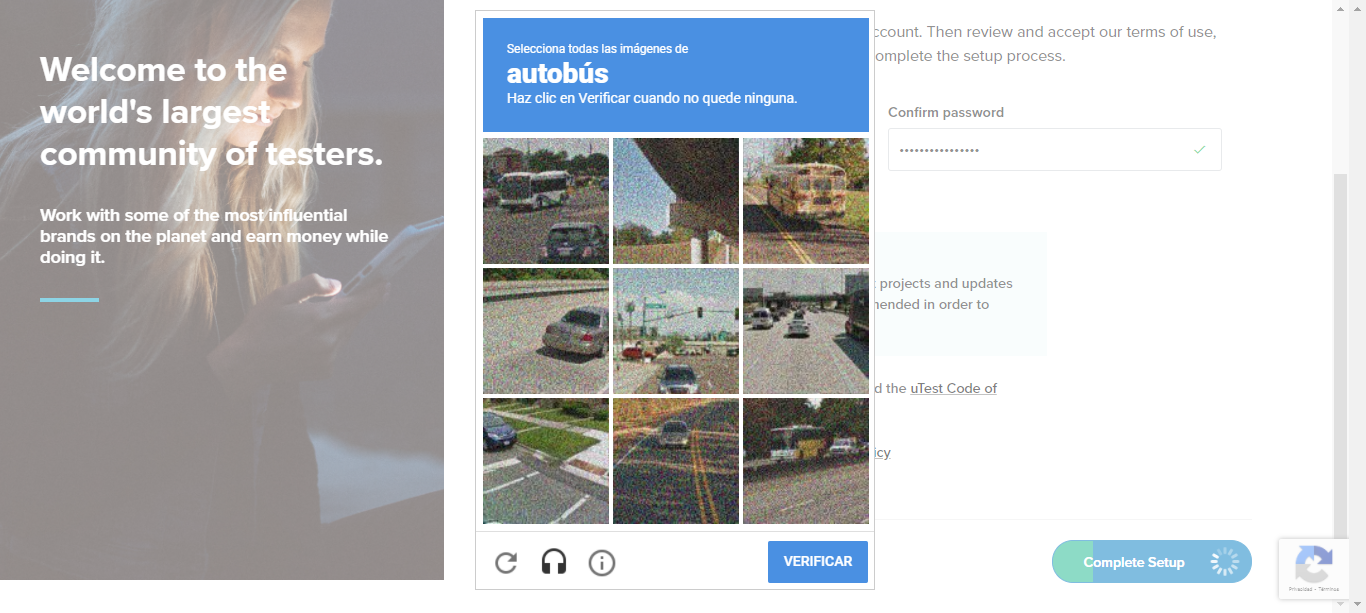 Welcome to the
world's largest
community of testers.
Work with some of the most influential
brands on the planet and earn money while
doing it.
Selecciona todas las imágenes de
autobús
Haz clic en Verificar cuando no quede ninguna.
VERIFICAR
ccount. Then review and accept our terms of use,
omplete the setup process.
Confirm password
projects and updates
nended in order to
d the uTest Code of
icy
Complete Setup
Privacidad - Términos